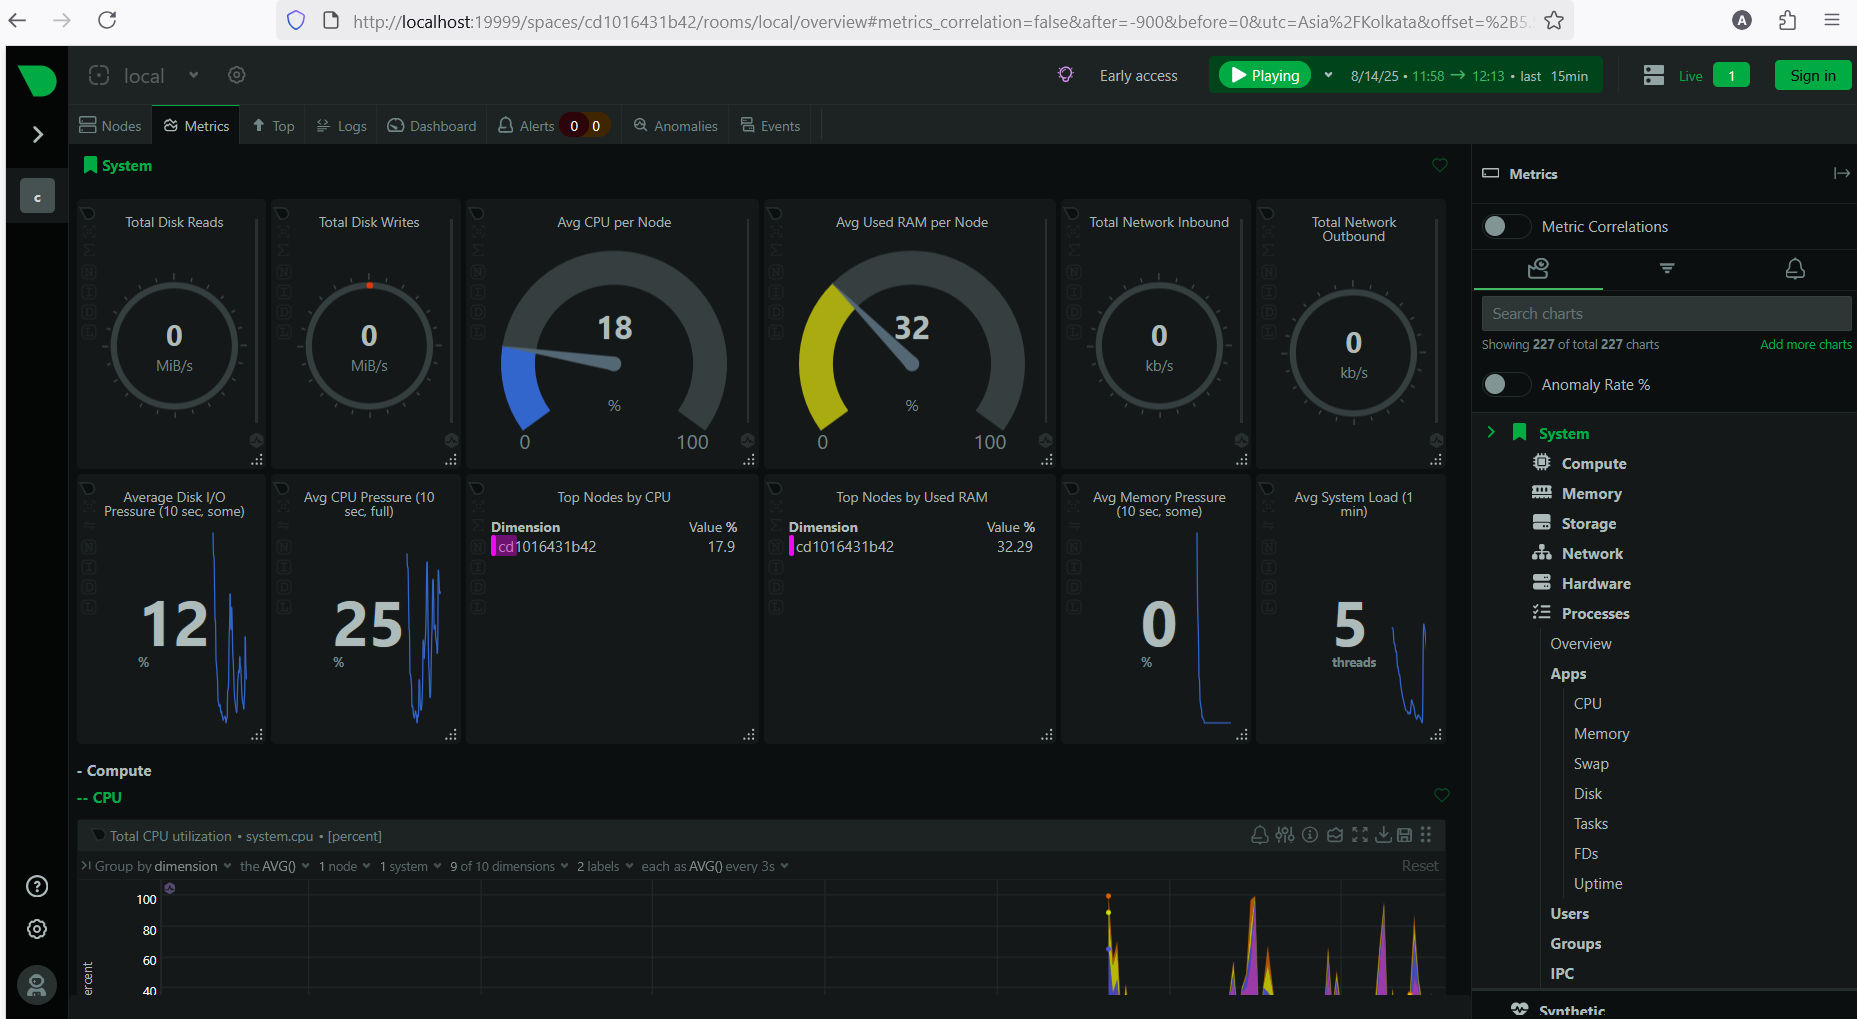 http://localhost:19999/spaces/cd1016431b42/rooms/local/overview#metrics_correlation=false&after=-900&before=0&utc=Asia%2FKolkata&offset=%2B5.5
A
local
Early access
Playing
8/14/25 • 11:58 → 12:13 • last 15min
Live
1
Sign in
Nodes
Metrics
Top
Logs
Dashboard
Alerts
0
0
Anomalies
Events
c
System
Total Disk Reads
0
MiB/s
Total Disk Writes
0
MiB/s
Avg CPU per Node
18
%
0
100
Avg Used RAM per Node
32
%
0
100
Total Network Inbound
0
kb/s
Total Network
Outbound
0
kb/s
Average Disk I/O
Pressure (10 sec, some)
12
%
Avg CPU Pressure (10
sec, full)
25
%
Top Nodes by CPU
Dimension Value %
cd1016431b42 17.9
Top Nodes by Used RAM
Dimension Value %
cd1016431b42 32.29
Avg Memory Pressure
(10 sec, some)
0
%
Avg System Load (1
min)
5
threads
- Compute
-- CPU
Total CPU utilization • system.cpu • [percent]
Group by dimension the AVG() 1 node 1 system 9 of 10 dimensions 2 labels each as AVG() every 3s
Reset
100
80
60
40
ercent
Metrics
Metric Correlations
Search charts
Showing 227 of total 227 charts
Add more charts
Anomaly Rate %
System
Compute
Memory
Storage
Network
Hardware
Processes
Overview
Apps
CPU
Memory
Swap
Disk
Tasks
FDs
Uptime
Users
Groups
IPC
Synthetic